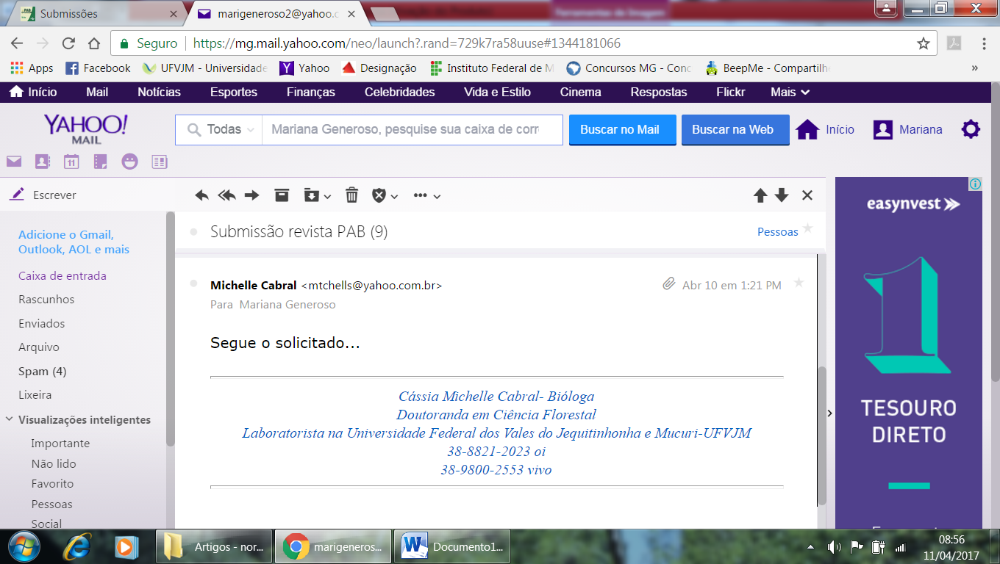 Submissões
marigeneroso2@yahoo.c
Ferramentas de Imagem
Seguro
https://mg.mail.yahoo.com/neo/launch?.rand=729k7ra58uuse#1344181066
Apps Facebook UFVJM - Universidade Yahoo Designação Instituto Federal de M Concursos MG - Conc BeepMe - Compartilh »
Início Mail Notícias Esportes Finanças Celebridades Vida e Estilo Cinema Respostas Flickr Mais
YAHOO!
MAIL
Todas
Mariana Generoso, pesquise sua caixa de corr
Buscar no Mail
Buscar na Web
Início
Mariana
11
Escrever
Adicione o Gmail,
Outlook, AOL e mais
Caixa de entrada
Rascunhos
Enviados
Arquivo
Spam (4)
Lixeira
Visualizações inteligentes
Importante
Não lido
Favorito
Pessoas
Social
Submissão revista PAB (9)
Pessoas
Michelle Cabral <mtchells@yahoo.com.br>
Abr 10 em 1:21 PM
Para Mariana Generoso
Segue o solicitado...
Cássia Michelle Cabral- Bióloga
Doutoranda em Ciência Florestal
Laboratorista na Universidade Federal dos Vales do Jequitinhonha e Mucuri-UFVJM
38-8821-2023 oi
38-9800-2553 vivo
easynvest
TESOURO
DIRETO
Artigos - nor...
marigeneros...
Documento1...
08:56
11/04/2017